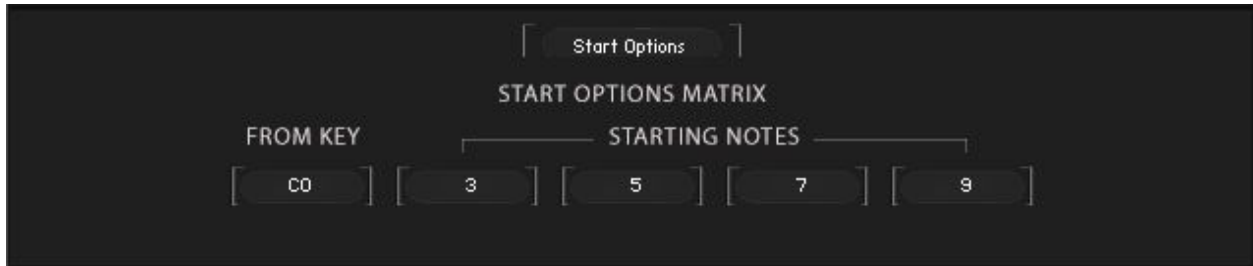 Start Options
START OPTIONS MATRIX
FROM KEY STARTING NOTES
C0 3 5 7 9